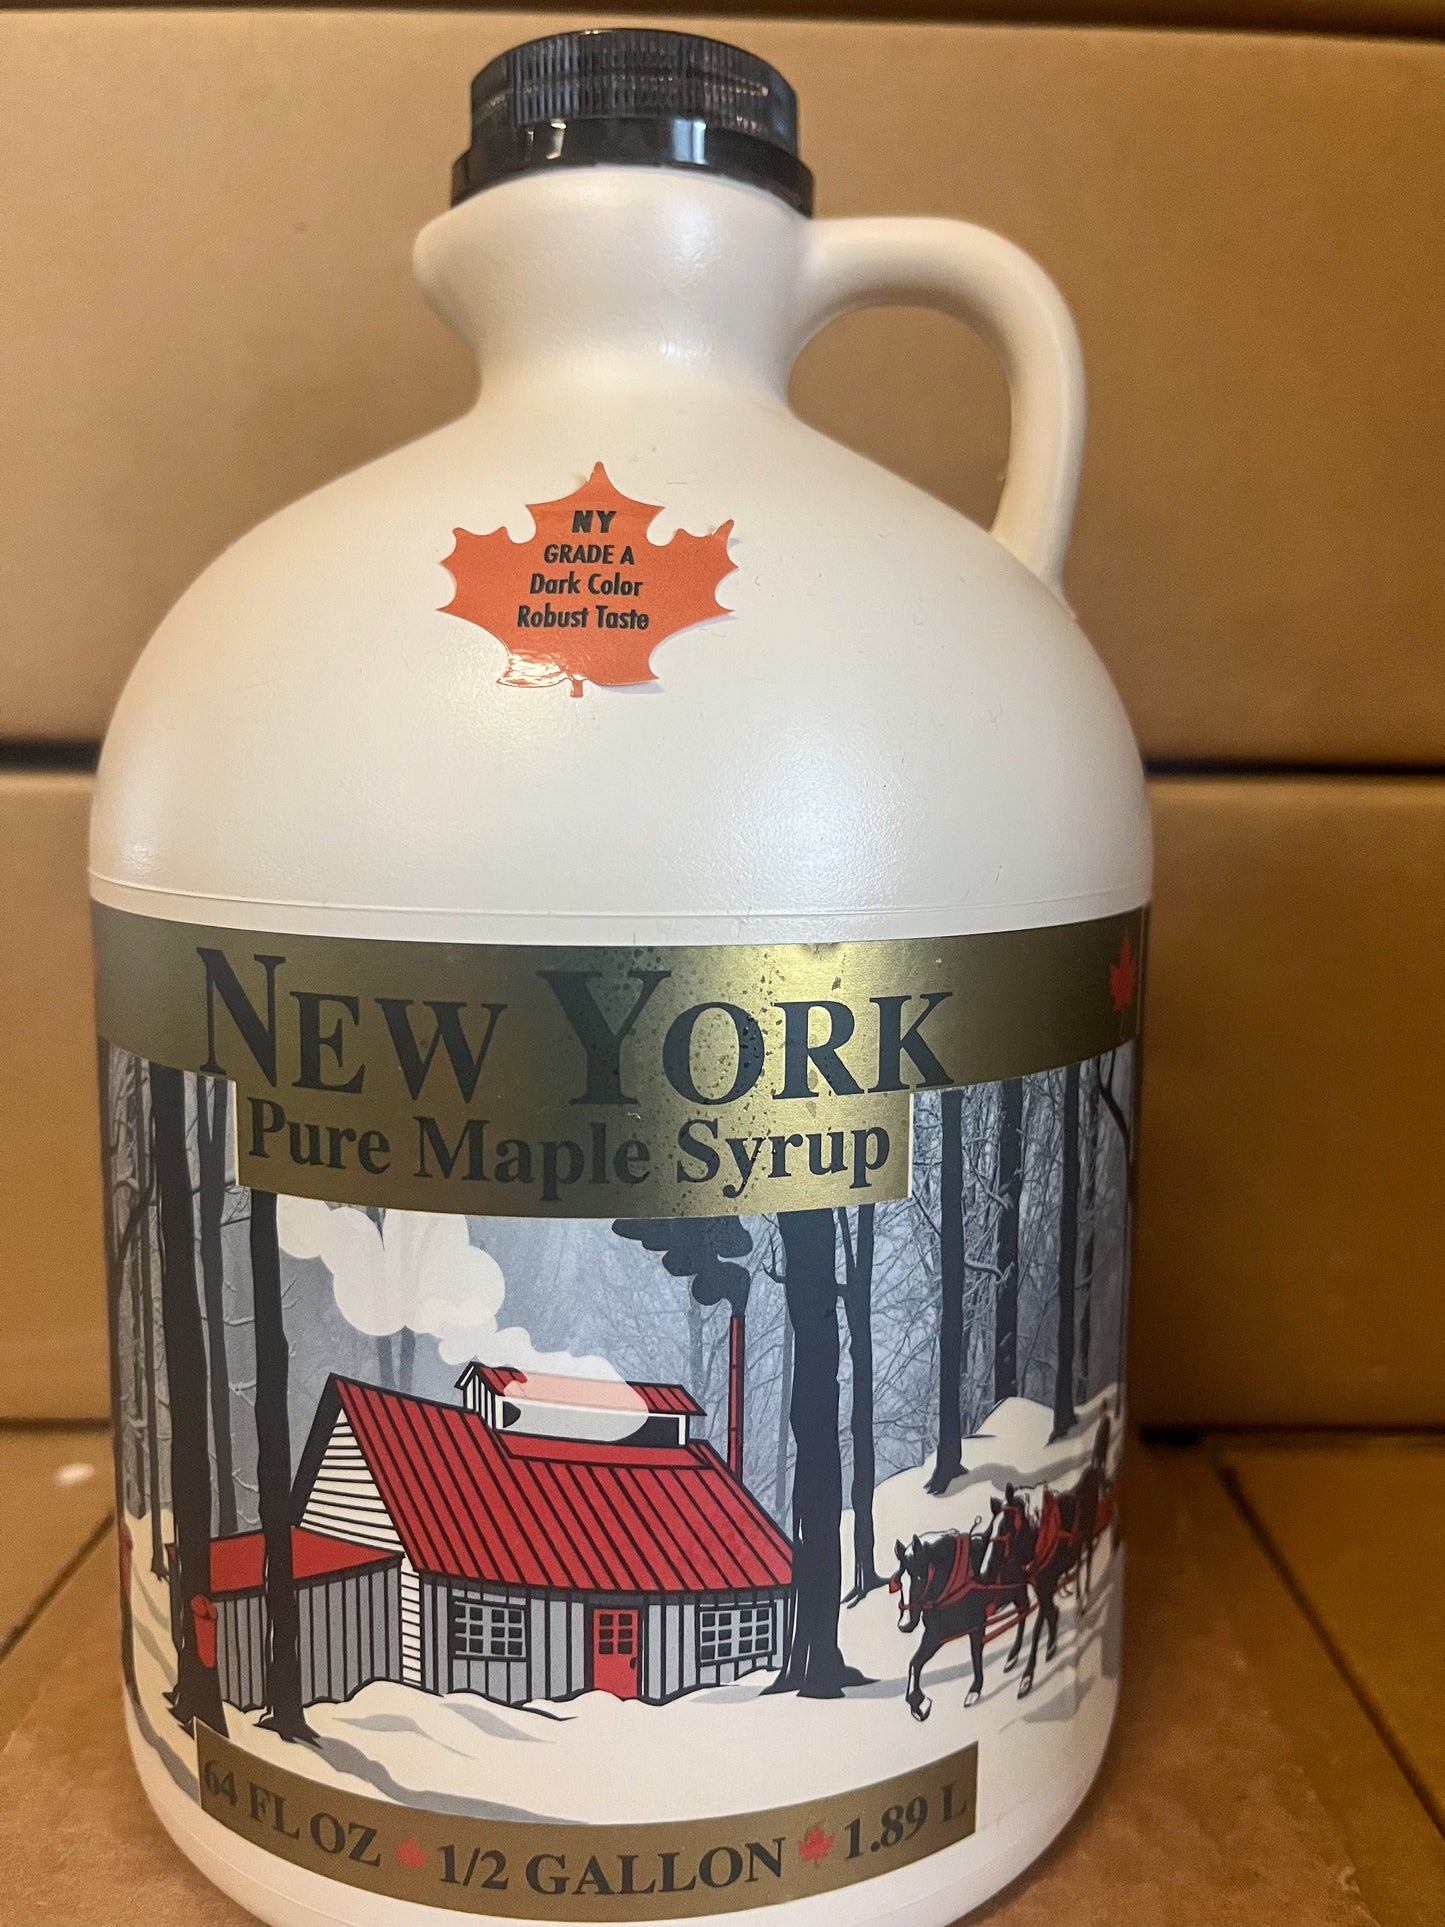 NY
GRADE A
Dark Color
Robust Taste
NEW YORK
Pure Maple Syrup
64 FL OZ 1/2 GALLON 1.89 L